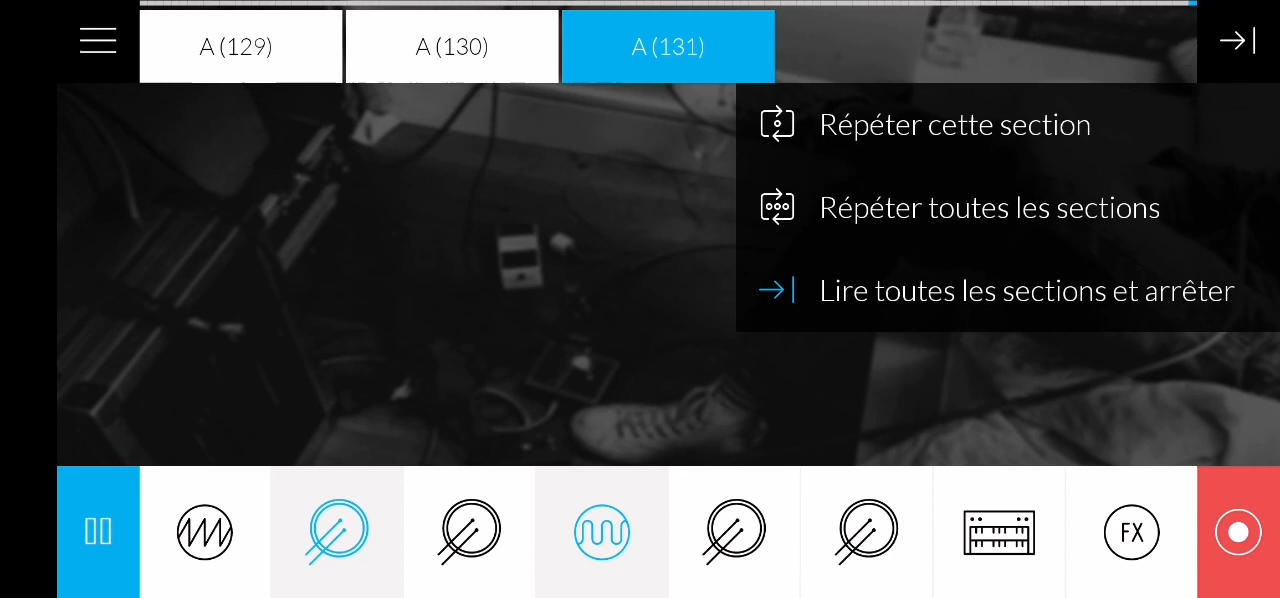 A (129)
A (130)
A (131)
Répéter cette section
Répéter toutes les sections
Lire toutes les sections et arrêter
FX